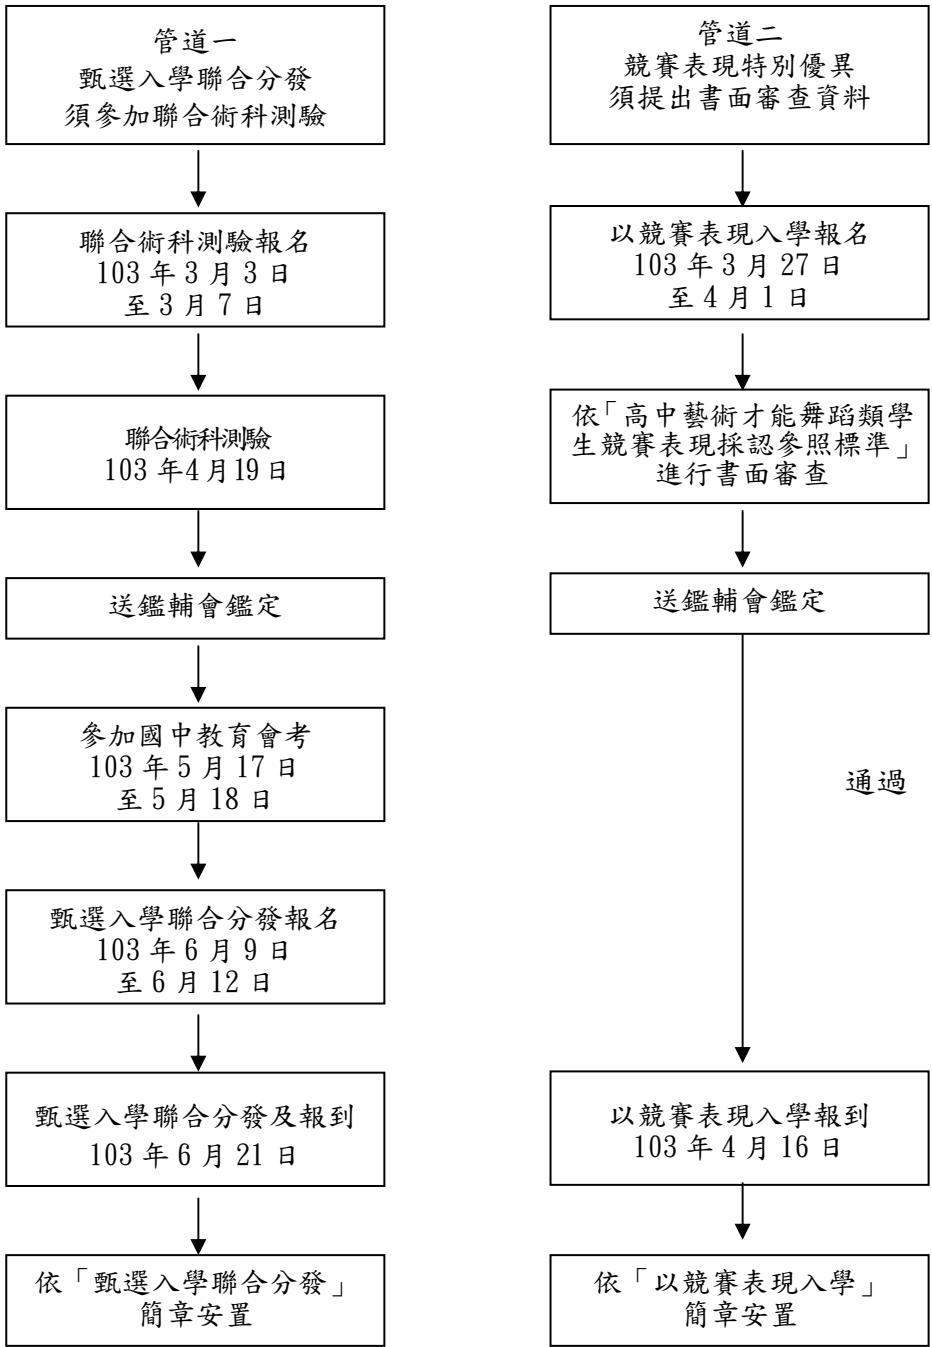 管道一
甄選入學聯合分發
須參加聯合術科測驗
聯合術科測驗報名
103 年 3 月 3 日
至 3 月 7 日
聯合術科測驗
103 年4月19日
送鑑輔會鑑定
參加國中教育會考
103 年 5 月 17 日
至 5 月 18 日
甄選入學聯合分發報名
103 年 6 月 9 日
至 6 月 12 日
甄選入學聯合分發及報到
103 年 6 月 21 日
依「甄選入學聯合分發」
簡章安置
管道二
競賽表現特別優異
須提出書面審查資料
以競賽表現入學報名
103 年 3 月 27 日
至 4 月 1 日
依「高中藝術才能舞蹈類學
生競賽表現採認參照標準」
進行書面審查
送鑑輔會鑑定
通過
以競賽表現入學報到
103 年 4 月 16 日
依「以競賽表現入學」
簡章安置